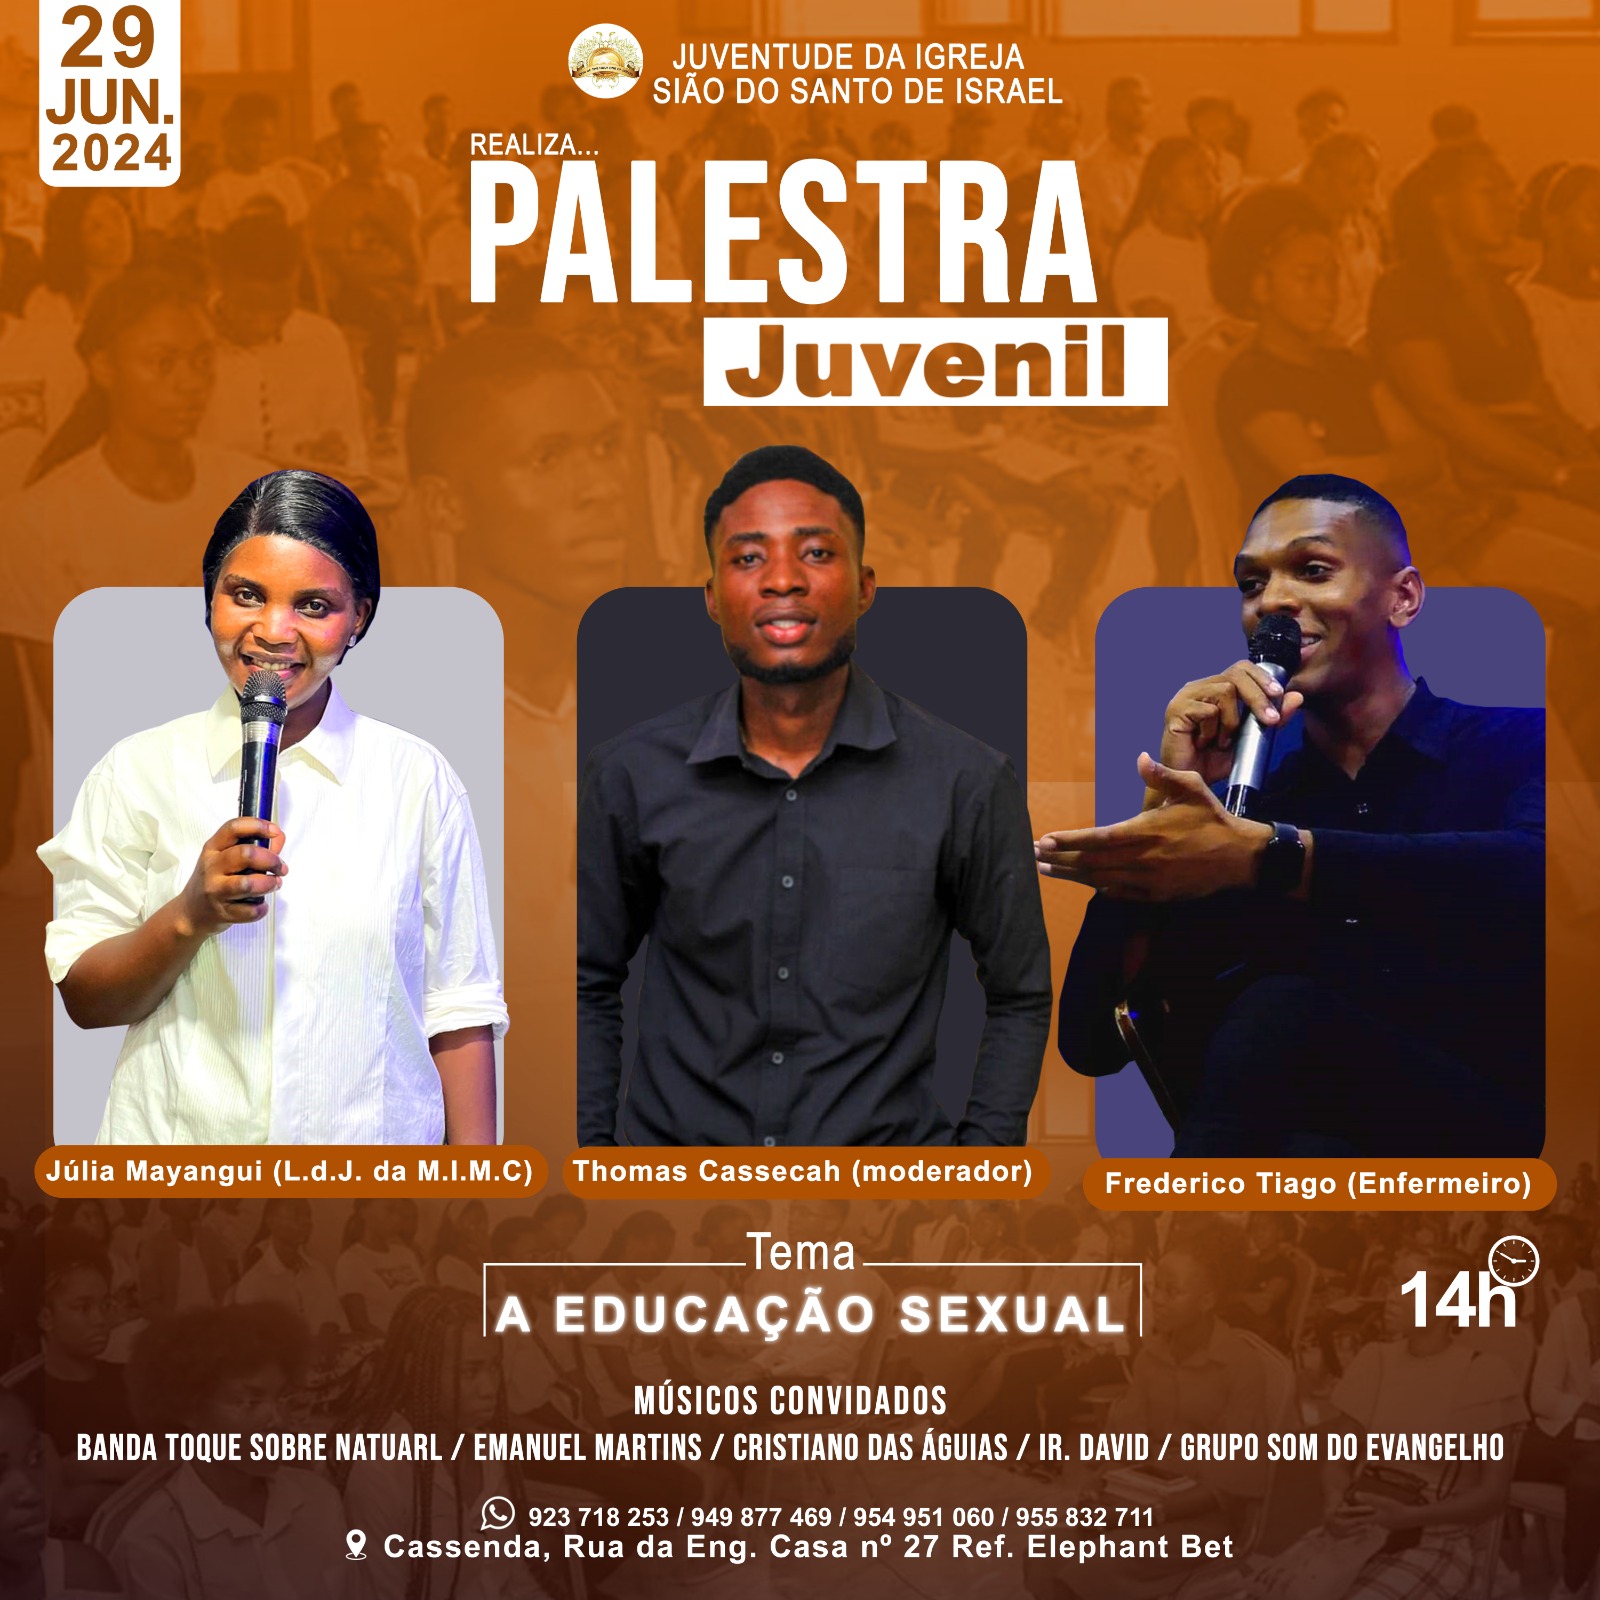 29
JUN.
2024
JUVENTUDE DA IGREJA
SIÃO DO SANTO DE ISRAEL
REALIZA...
PALESTRA
Juvenil
Júlia Mayangui (L.d.J. da M.I.M.C)
Thomas Cassecah (moderador)
Frederico Tiago (Enfermeiro)
Tema
A EDUCAÇÃO SEXUAL
14h
MÚSICOS CONVIDADOS
BANDA TOQUE SOBRE NATUARL / EMANUEL MARTINS / CRISTIANO DAS ÁGUIAS / IR. DAVID / GRUPO SOM DO EVANGELHO
923 718 253 / 949 877 469 / 954 951 060 / 955 832 711
Cassenda, Rua da Eng. Casa nº 27 Ref. Elephant Bet